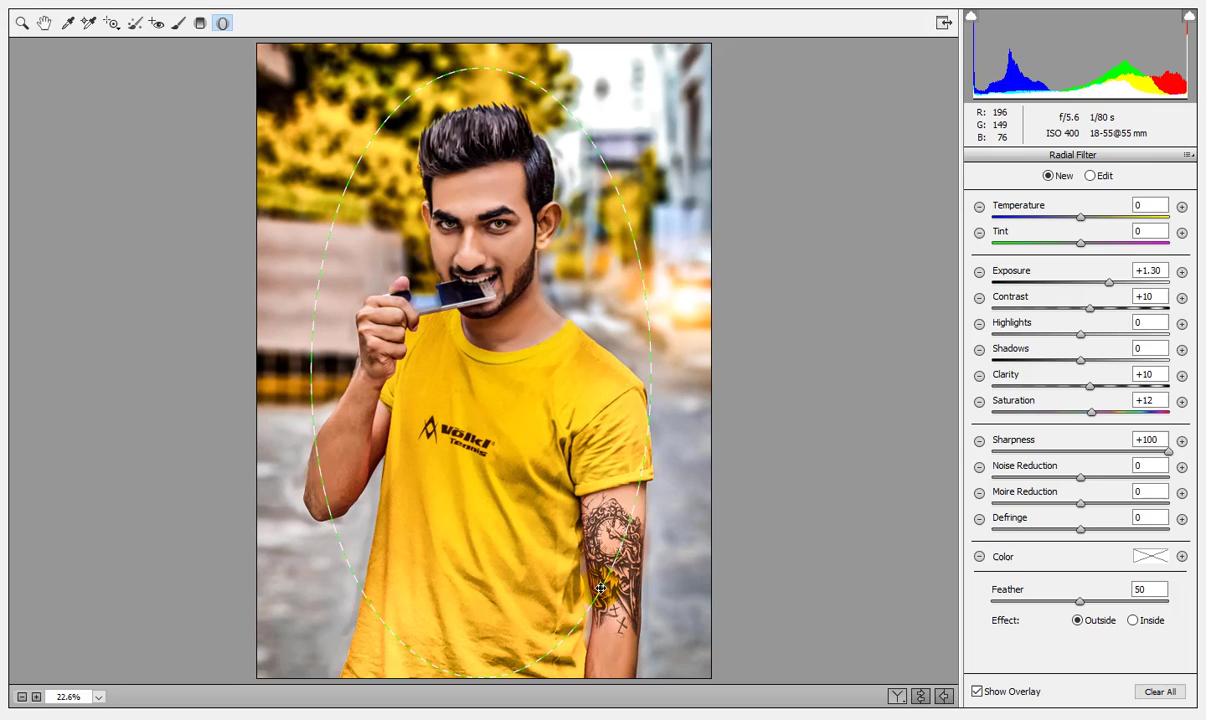 R: 196
G: 149
B: 76
f/5.6 1/80 s
ISO 400 18-55@55 mm
Radial Filter
New Edit
Temperature 0
Tint 0
Exposure +1.30
Contrast +10
Highlights 0
Shadows 0
Clarity +10
Saturation +12
Sharpness +100
Noise Reduction 0
Moire Reduction 0
Defringe 0
Color
Feather 50
Effect: Outside Inside
Völkl
Tennis
22.6%
Y
Show Overlay
Clear All